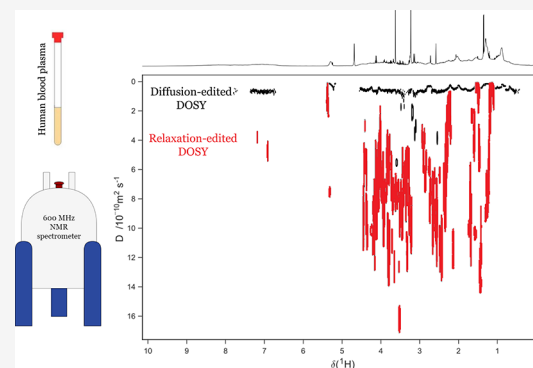 Human blood plasma
600 MHz
NMR
spectrometer
Diffusion-edited
DOSY
Relaxation-edited
DOSY
D /10⁻¹⁰m² s⁻¹
0
2
4
6
8
10
12
14
16
10 9 8 7 6 5 4 3 2 1
δ(¹H)